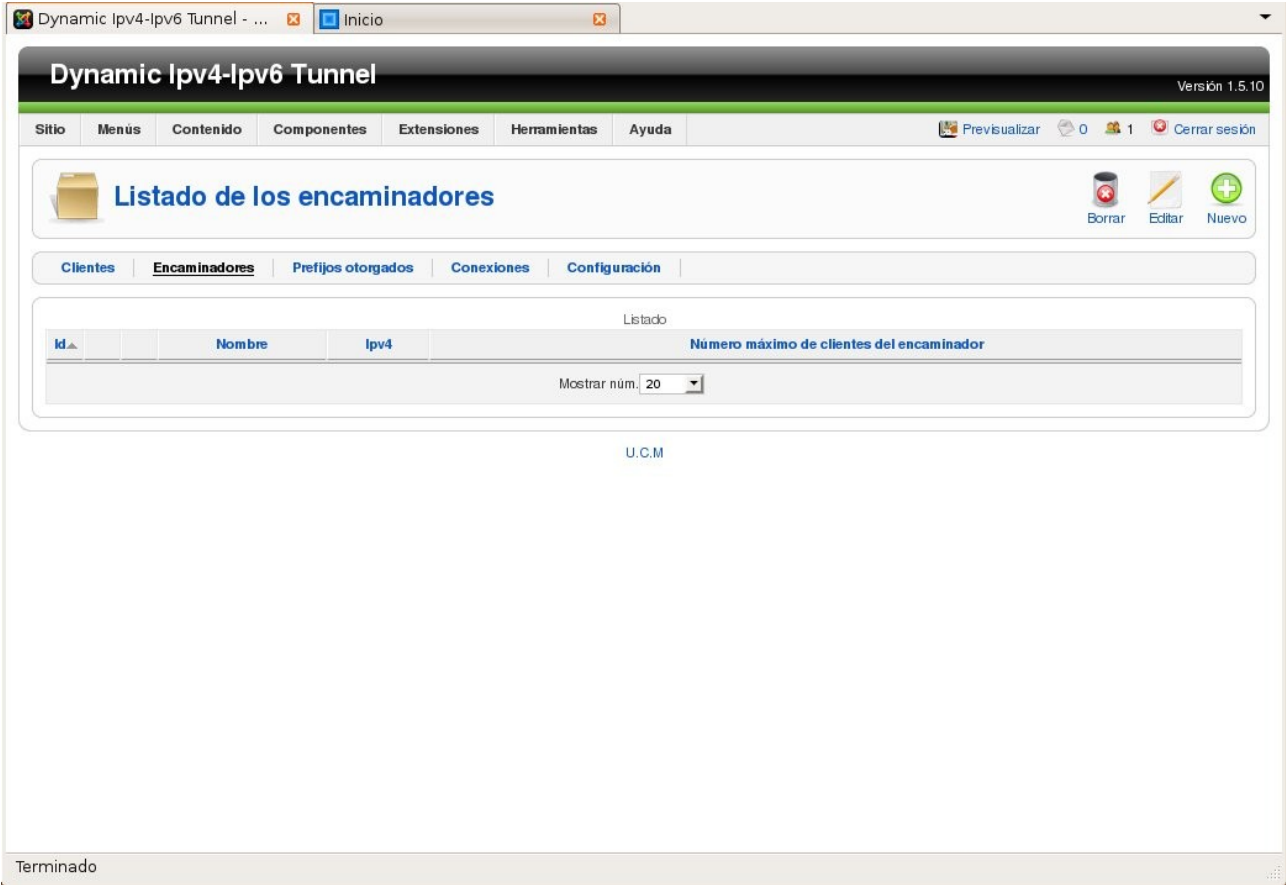 Dynamic Ipv4-Ipv6 Tunnel - ... Inicio
Dynamic Ipv4-Ipv6 Tunnel
Versión 1.5.10
Sitio Menús Contenido Componentes Extensiones Herramientas Ayuda Previsualizar 0 1 Cerrar sesión
Listado de los encaminadores
Borrar Editar Nuevo
Clientes Encaminadores Prefijos otorgados Conexiones Configuración
Listado
Id Nombre Ipv4 Número máximo de clientes del encaminador
Mostrar núm. 20
U.C.M
Terminado